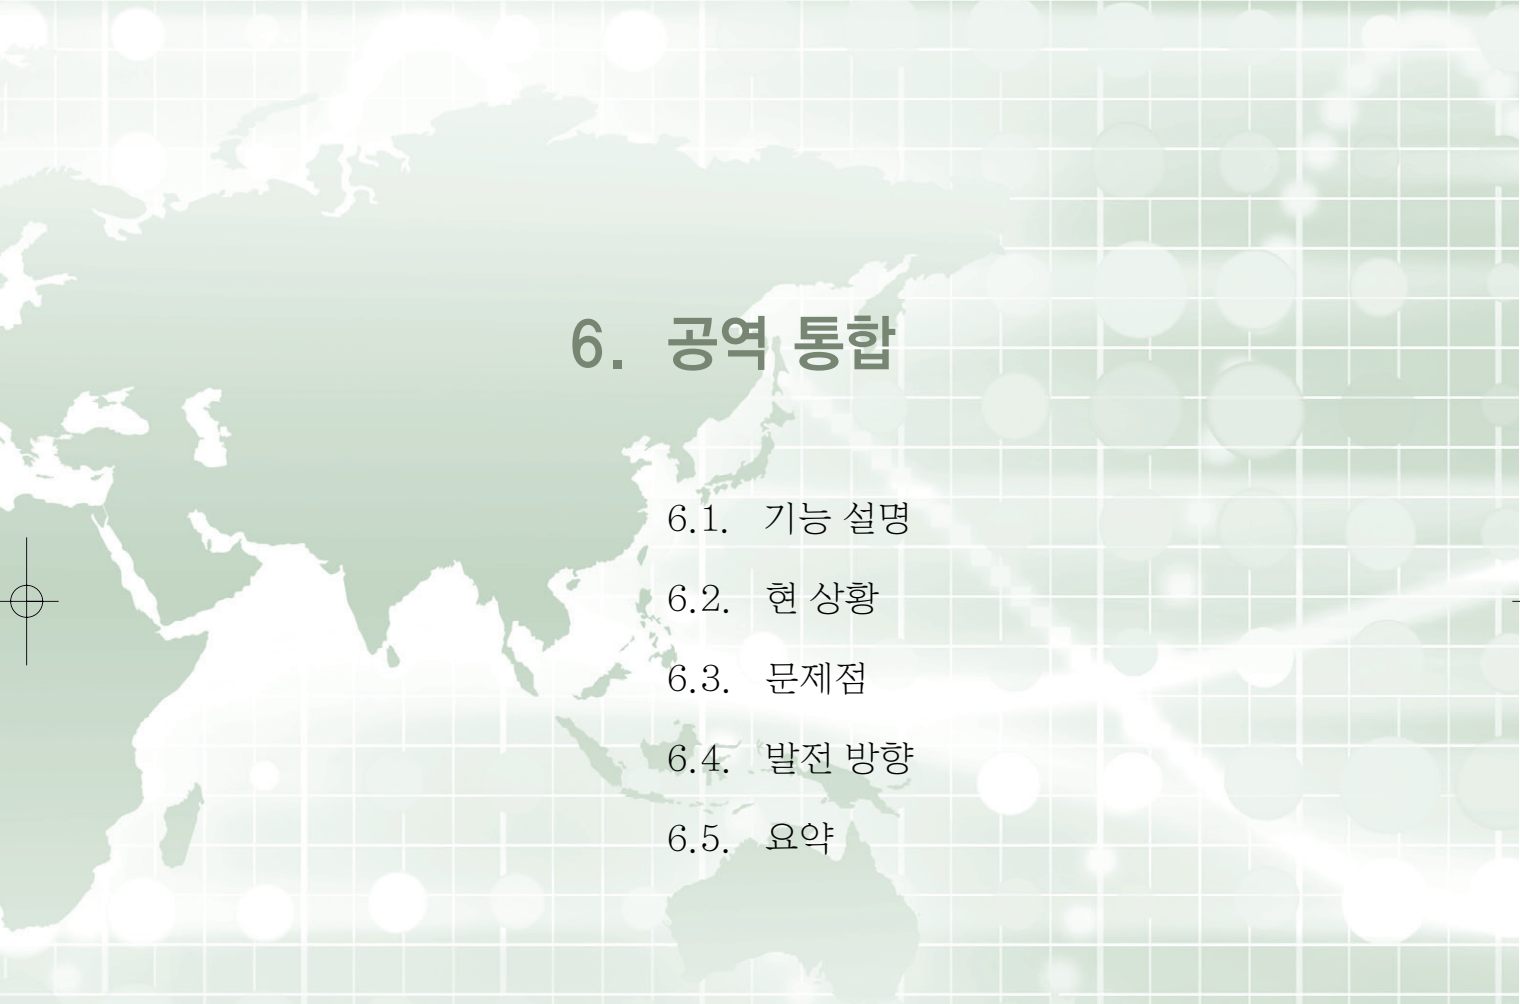 6. 공역 통합
6.1. 기능 설명
6.2. 현 상황
6.3. 문제점
6.4. 발전 방향
6.5. 요약